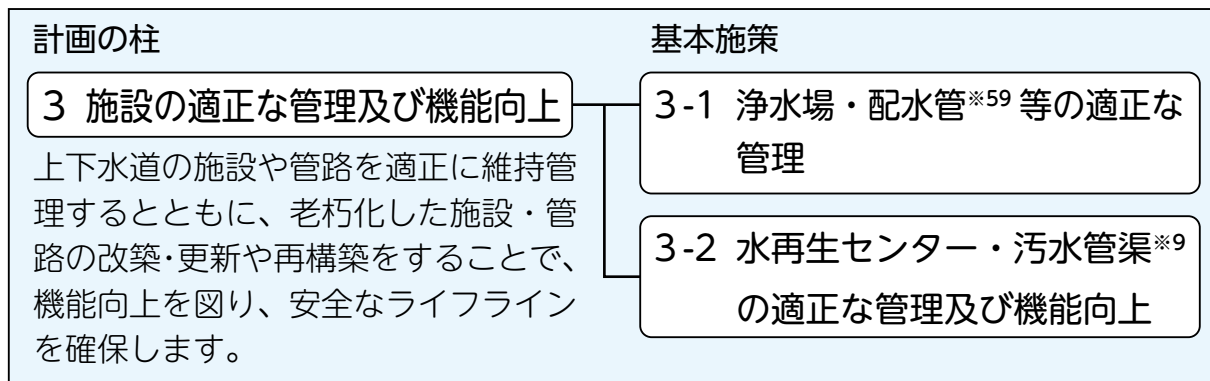 計画の柱
3 施設の適正な管理及び機能向上
上下水道の施設や管路を適正に維持管
理するとともに、老朽化した施設・管
路の改築・更新や再構築をすることで、
機能向上を図り、安全なライフライン
を確保します。
基本施策
3-1 浄水場・配水管※59 等の適正な
管理
3-2 水再生センター・汚水管渠※9
の適正な管理及び機能向上